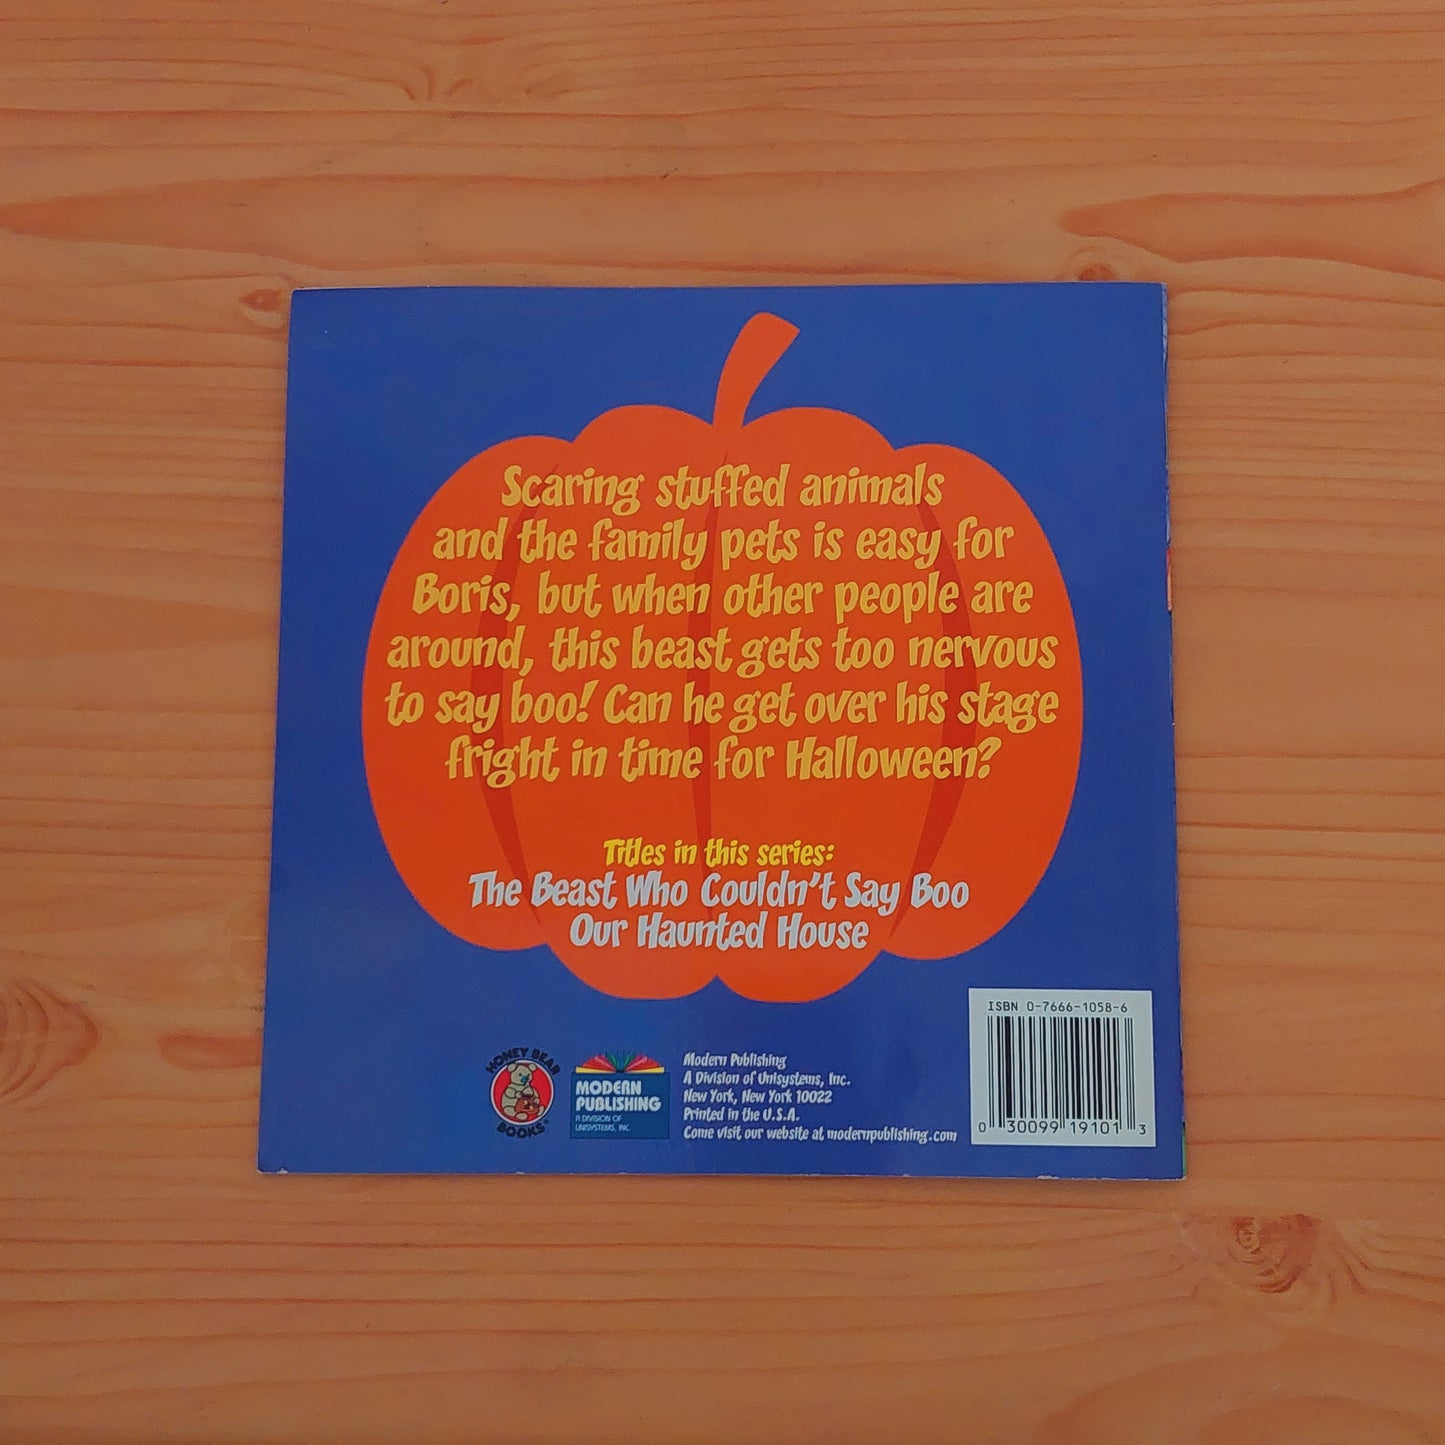 Scaring stuffed animals
and the family pets is easy for
Boris, but when other people are
around, this beast gets too nervous
to say boo! Can he get over his stage
fright in time for Halloween?
Titles in this series:
The Beast Who Couldn't Say Boo
Our Haunted House
HONEY BEAR
BOOKS
MODERN
PUBLISHING
A DIVISION OF
UNISYSTEMS, INC.
Modern Publishing
A Division of Unisystems, Inc.
New York, New York 10022
Printed in the U.S.A.
Come visit our website at modernpublishing.com
ISBN 0-7666-1058-6
0 30099 19101 3